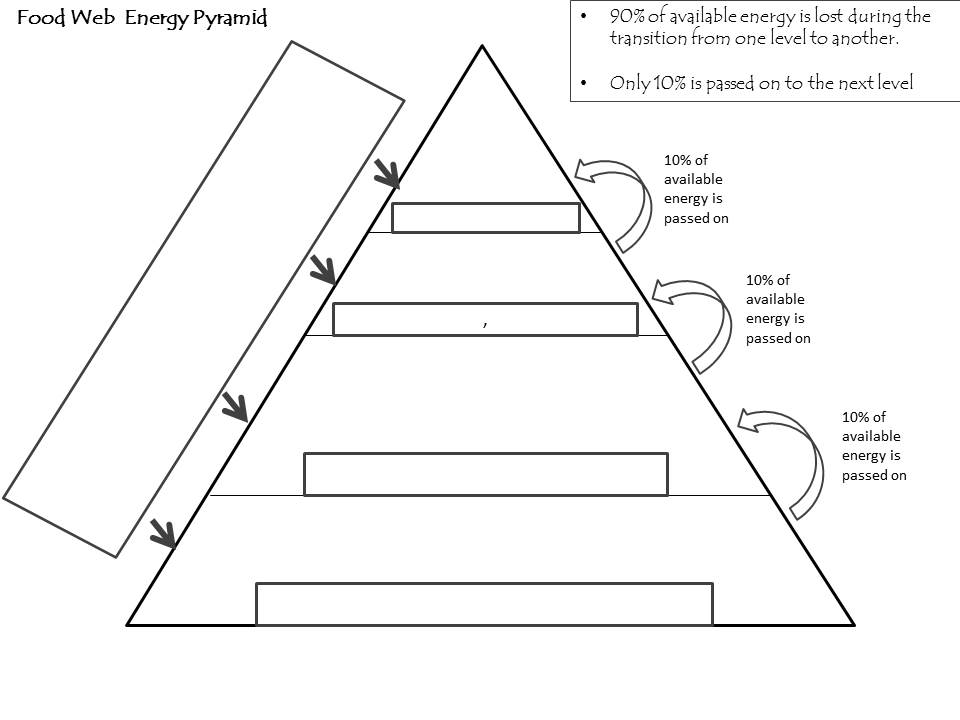 Food Web Energy Pyramid
• 90% of available energy is lost during the
transition from one level to another.
• Only 10% is passed on to the next level
10% of
available
energy is
passed on
10% of
available
energy is
passed on
,
10% of
available
energy is
passed on